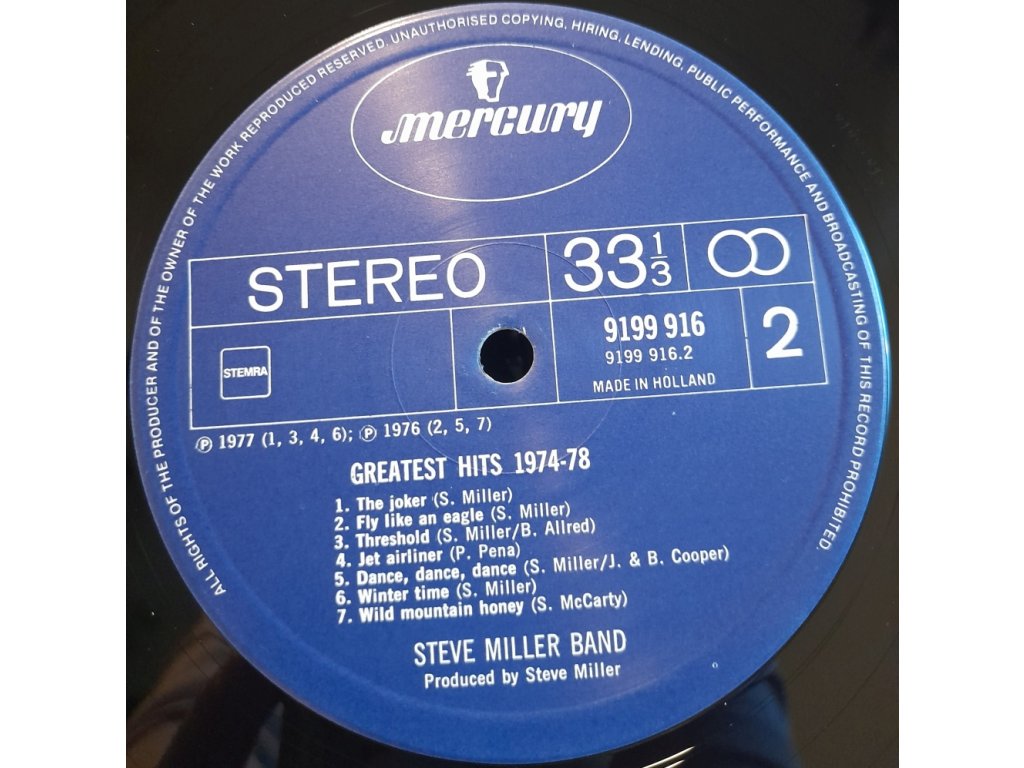 ALL RIGHTS OF THE PRODUCER AND OF THE OWNER OF THE WORK REPRODUCED RESERVED. UNAUTHORISED COPYING, HIRING, LENDING, PUBLIC PERFORMANCE AND BROADCASTING OF THIS RECORD PROHIBITED.
mercury
STEREO
33 1/3
STEMRA
9199 916
9199 916.2
MADE IN HOLLAND
2
℗ 1977 (1, 3, 4, 6); ℗ 1976 (2, 5, 7)
GREATEST HITS 1974-78
1. The joker (S. Miller)
2. Fly like an eagle (S. Miller)
3. Threshold (S. Miller/B. Allred)
4. Jet airliner (P. Pena)
5. Dance, dance, dance (S. Miller/J. & B. Cooper)
6. Winter time (S. Miller)
7. Wild mountain honey (S. McCarty)
STEVE MILLER BAND
Produced by Steve Miller